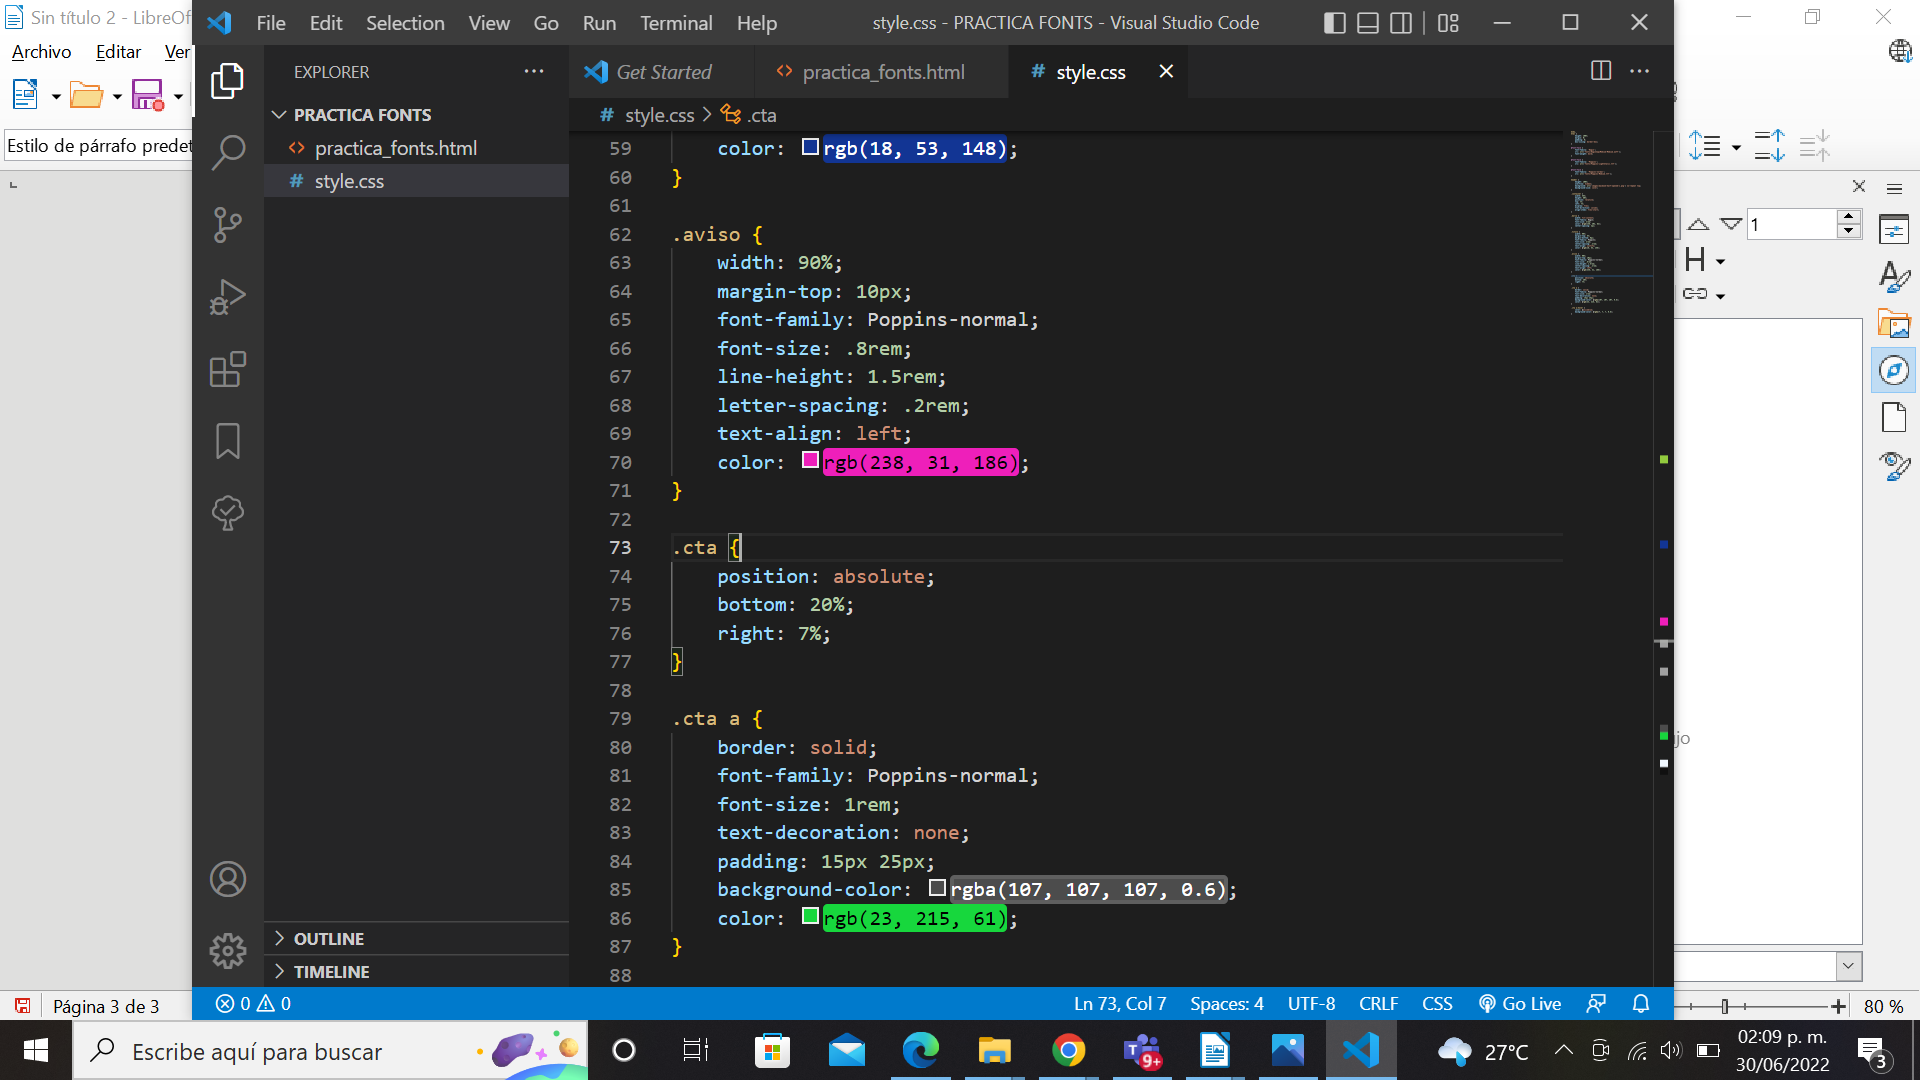 Sin título 2 - LibreOf
File Edit Selection View Go Run Terminal Help
style.css - PRACTICA FONTS - Visual Studio Code
Archivo Editar Ver
EXPLORER
Get Started
practica_fonts.html
# style.css
PRACTICA FONTS
practica_fonts.html
# style.css
Estilo de párrafo predet
# style.css > .cta
59 color: rgb(18, 53, 148);
60 }
61
62 .aviso {
63 width: 90%;
64 margin-top: 10px;
65 font-family: Poppins-normal;
66 font-size: .8rem;
67 line-height: 1.5rem;
68 letter-spacing: .2rem;
69 text-align: left;
70 color: rgb(238, 31, 186);
71 }
72
73 .cta {
74 position: absolute;
75 bottom: 20%;
76 right: 7%;
77 }
78
79 .cta a {
80 border: solid;
81 font-family: Poppins-normal;
82 font-size: 1rem;
83 text-decoration: none;
84 padding: 15px 25px;
85 background-color: rgba(107, 107, 107, 0.6);
86 color: rgb(23, 215, 61);
87 }
88
1
jo
OUTLINE
TIMELINE
0 0
Ln 73, Col 7 Spaces: 4 UTF-8 CRLF CSS Go Live
Página 3 de 3
80 %
Escribe aquí para buscar
9+
27°C
02:09 p. m.
30/06/2022
3